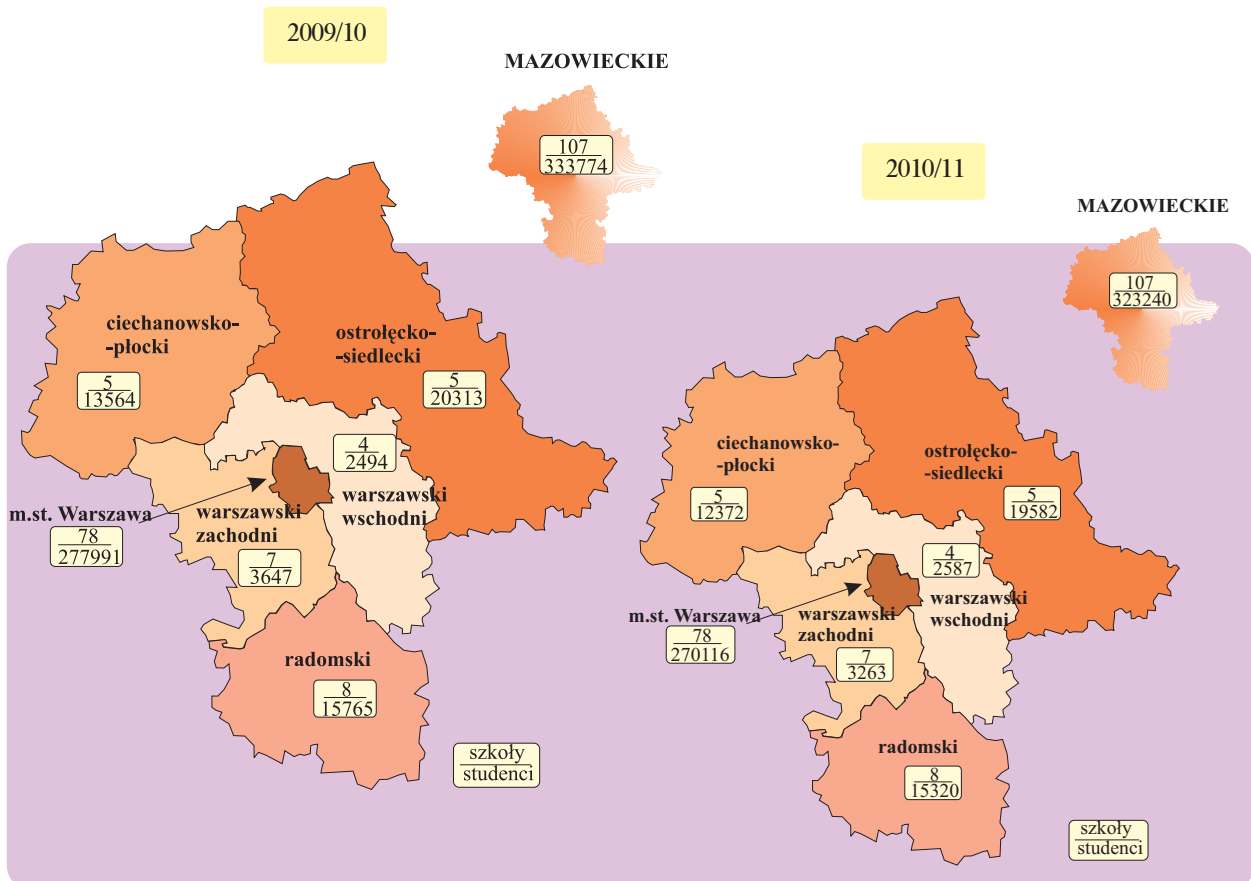 2009/10
MAZOWIECKIE
107
333774
ciechanowsko-
-płocki
5
13564
ostrołęcko-
-siedlecki
5
20313
4
2494
warszawski
wschodni
m.st. Warszawa
78
277991
warszawski
zachodni
7
3647
radomski
8
15765
szkoły
studenci
2010/11
MAZOWIECKIE
107
323240
ciechanowsko-
-płocki
5
12372
ostrołęcko-
-siedlecki
5
19582
4
2587
warszawski
wschodni
m.st. Warszawa
78
270116
warszawski
zachodni
7
3263
radomski
8
15320
szkoły
studenci